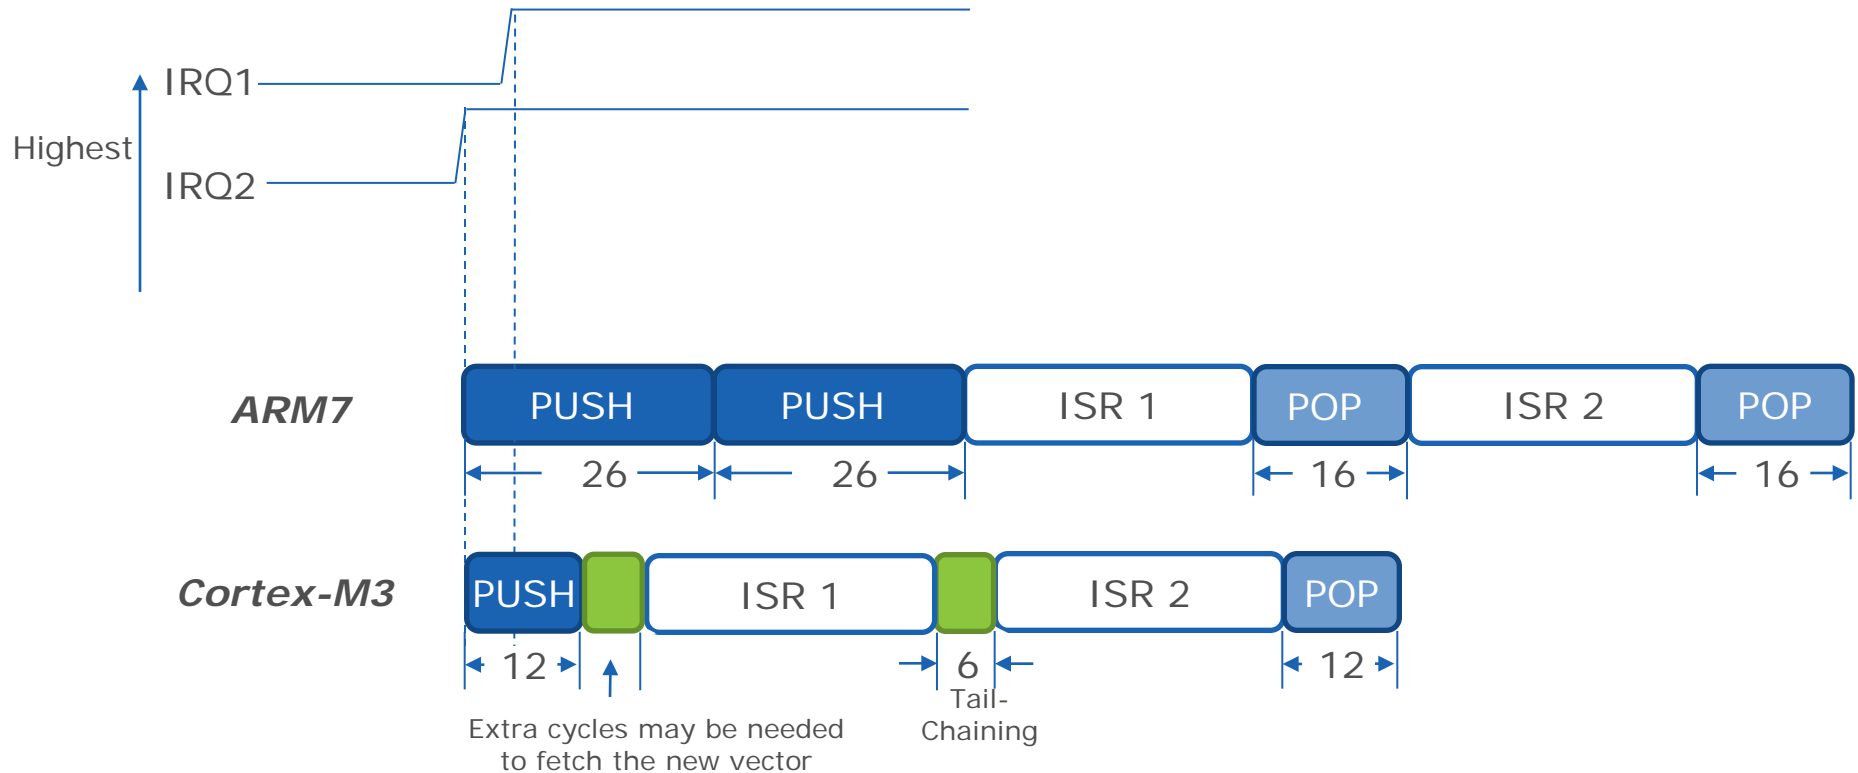 IRQ1
Highest
IRQ2
ARM7
PUSH
PUSH
ISR 1
POP
ISR 2
POP
26
26
16
16
Cortex-M3
PUSH
ISR 1
ISR 2
POP
12
6
12
Tail-
Chaining
Extra cycles may be needed
to fetch the new vector